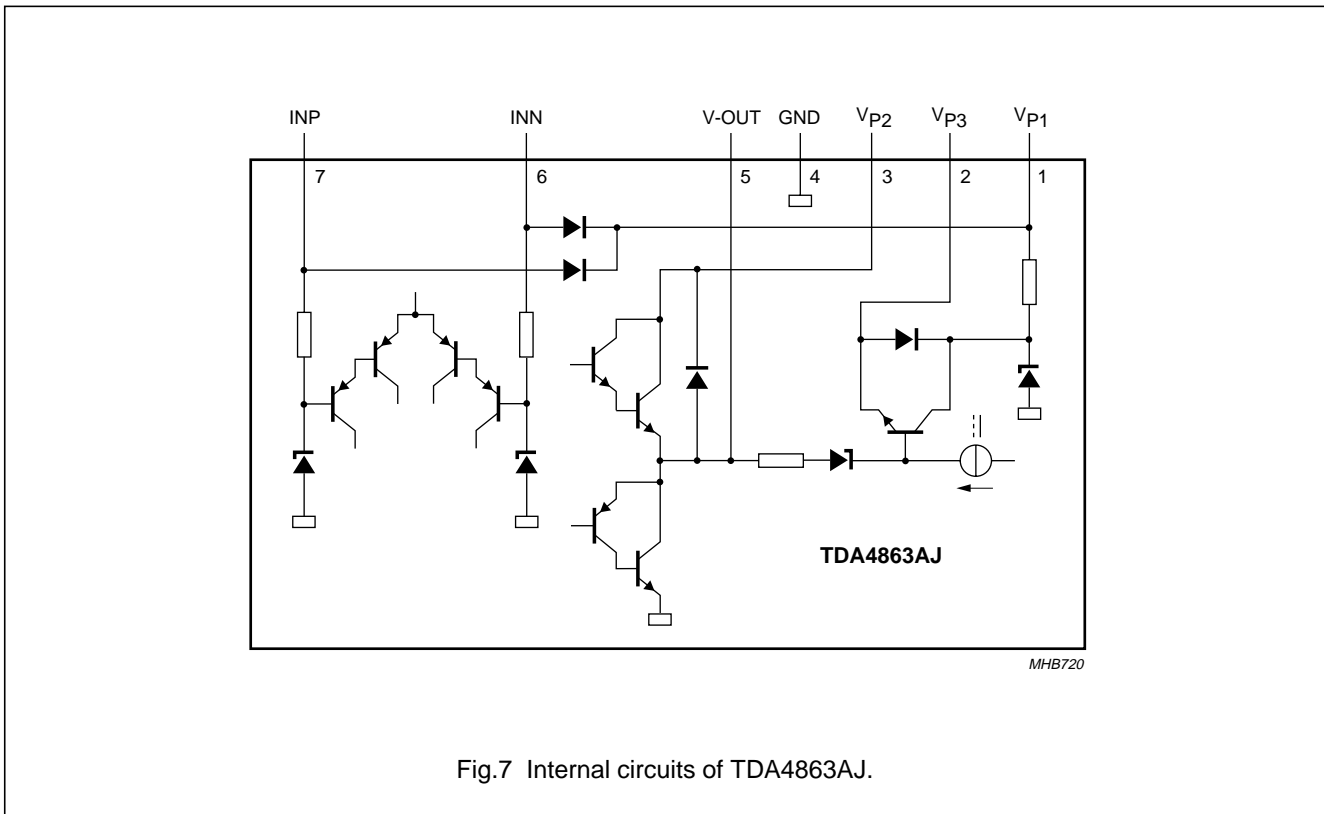 INP INN V-OUT GND VP2 VP3 VP1
7 6 5 4 3 2 1
TDA4863AJ
MHB720
Fig.7 Internal circuits of TDA4863AJ.